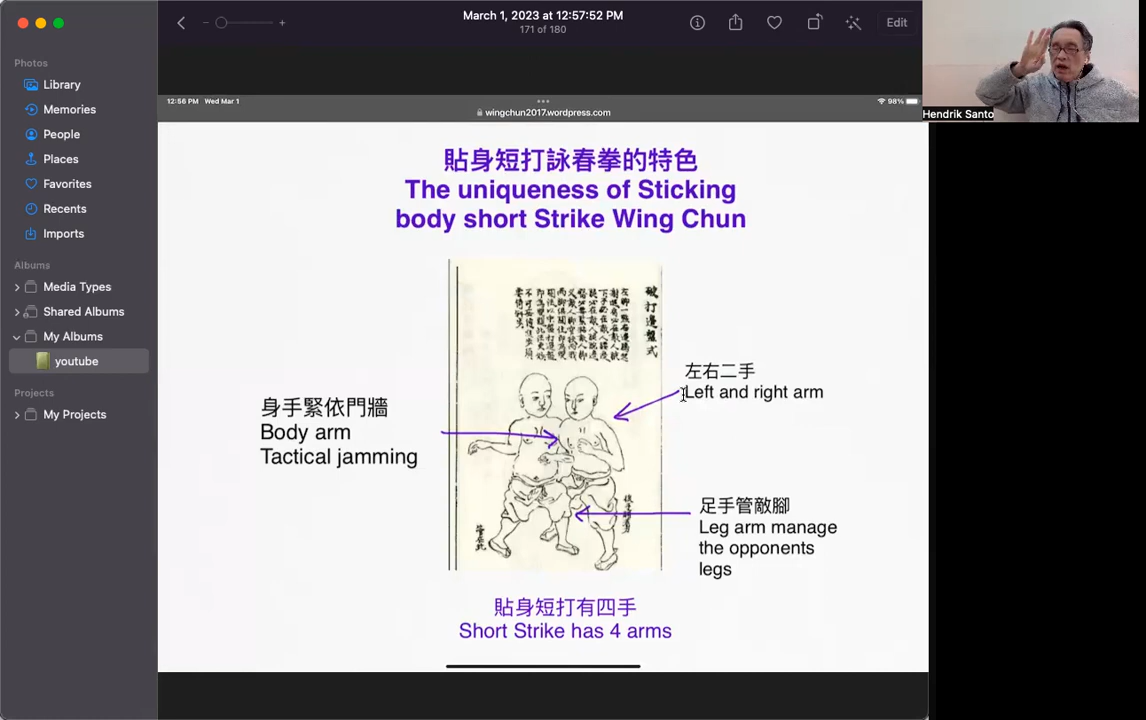 March 1, 2023 at 12:57:52 PM
171 of 180
Edit
Photos
Library
Memories
People
Places
Favorites
Recents
Imports
Albums
Media Types
Shared Albums
My Albums
youtube
Projects
My Projects
Hendrik Santo
12:56 PM Wed Mar 1
98%
wingchun2017.wordpress.com
貼身短打詠春拳的特色
The uniqueness of Sticking
body short Strike Wing Chun
破打邊盤式
左右二手
Left and right arm
身手緊依門牆
Body arm
Tactical jamming
足手管敵腳
Leg arm manage
the opponents
legs
貼身短打有四手
Short Strike has 4 arms